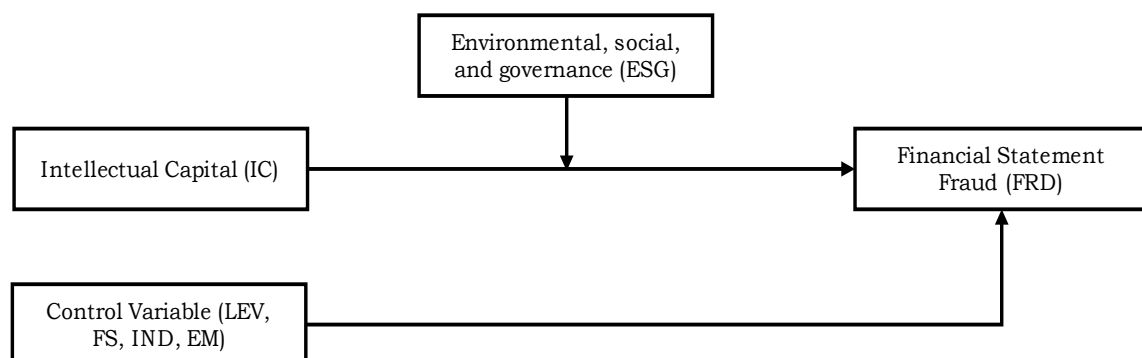 Environmental, social,
and governance (ESG)
Intellectual Capital (IC)
Financial Statement
Fraud (FRD)
Control Variable (LEV,
FS, IND, EM)